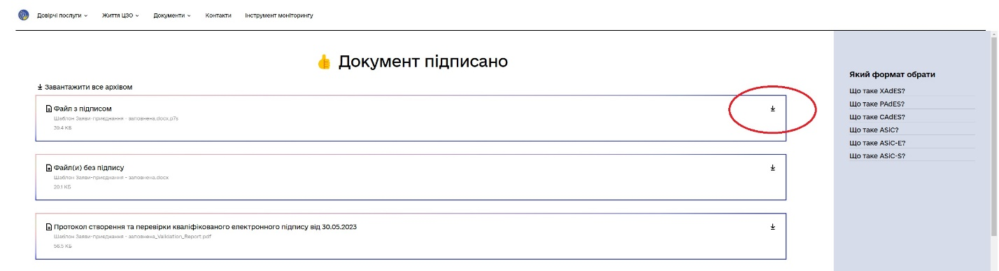 Довірчі послуги
Життя ЦЗО
Документи
Контакти
Інструмент моніторингу
👍 Документ підписано
Завантажити все архівом
Файл з підписом
Шаблон Заяви-приєднання - заповнена.docx.p7s
39.4 КБ
Файл(и) без підпису
Шаблон Заяви-приєднання - заповнена.docx
20.1 КБ
Протокол створення та перевірки кваліфікованого електронного підпису від 30.05.2023
Шаблон Заяви-приєднання - заповнена_Validation_Report.pdf
56.5 КБ
Який формат обрати
Що таке XAdES?
Що таке PAdES?
Що таке CAdES?
Що таке ASiC?
Що таке ASiC-E?
Що таке ASiC-S?